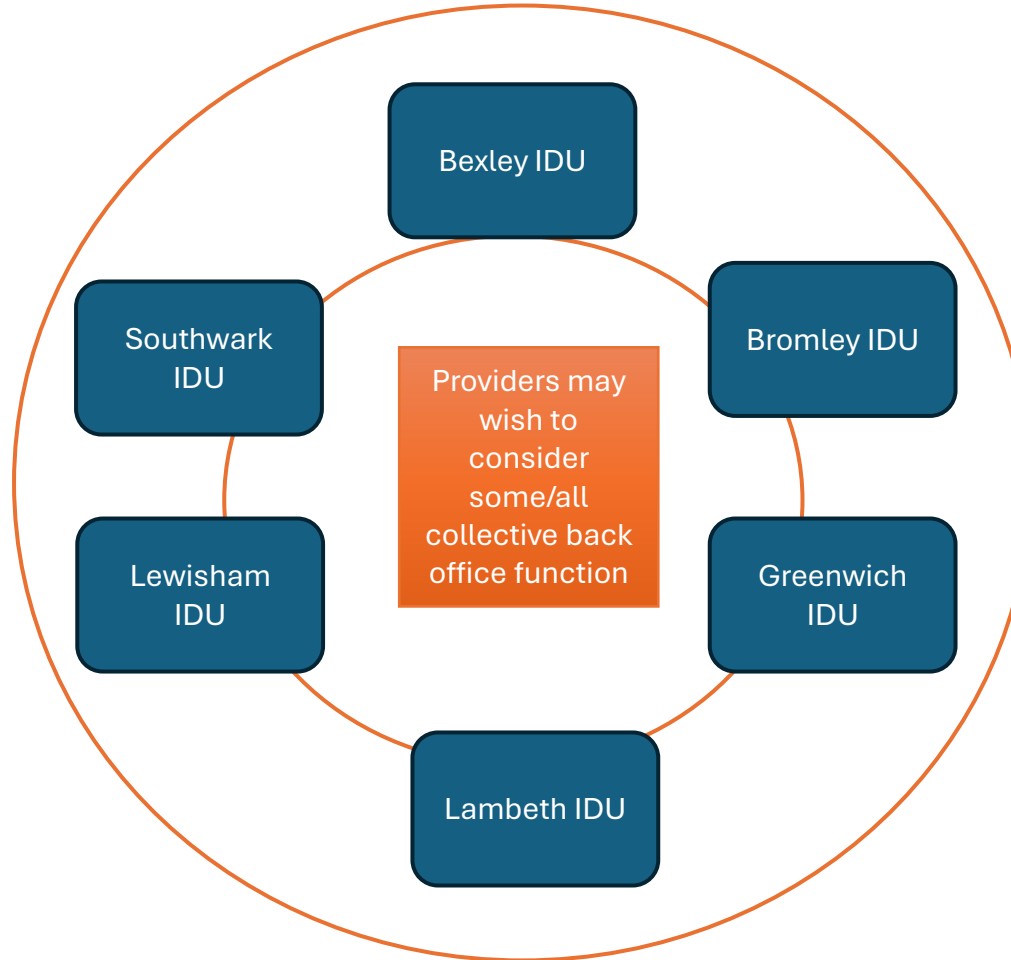 Bexley IDU
Southwark
IDU
Bromley IDU
Providers may
wish to
consider
some/all
collective back
office function
Lewisham
IDU
Greenwich
IDU
Lambeth IDU